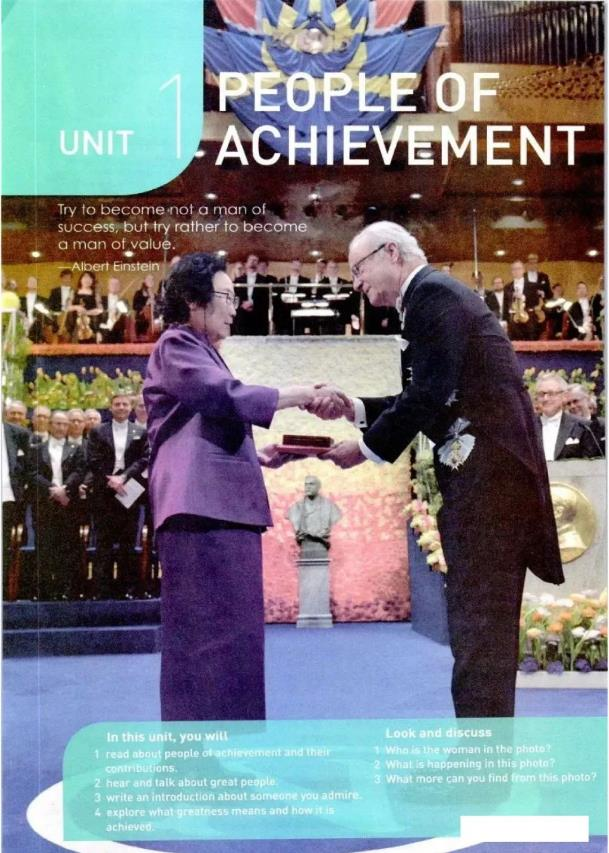 UNIT 1
PEOPLE OF
ACHIEVEMENT
Try to become not a man of
success, but try rather to become
a man of value.
—Albert Einstein
In this unit, you will
1 read about people of achievement and their
contributions.
2 hear and talk about great people.
3 write an introduction about someone you admire.
4 explore what greatness means and how it is
achieved.
Look and discuss
1 Who is the woman in the photo?
2 What is happening in this photo?
3 What more can you find from this photo?